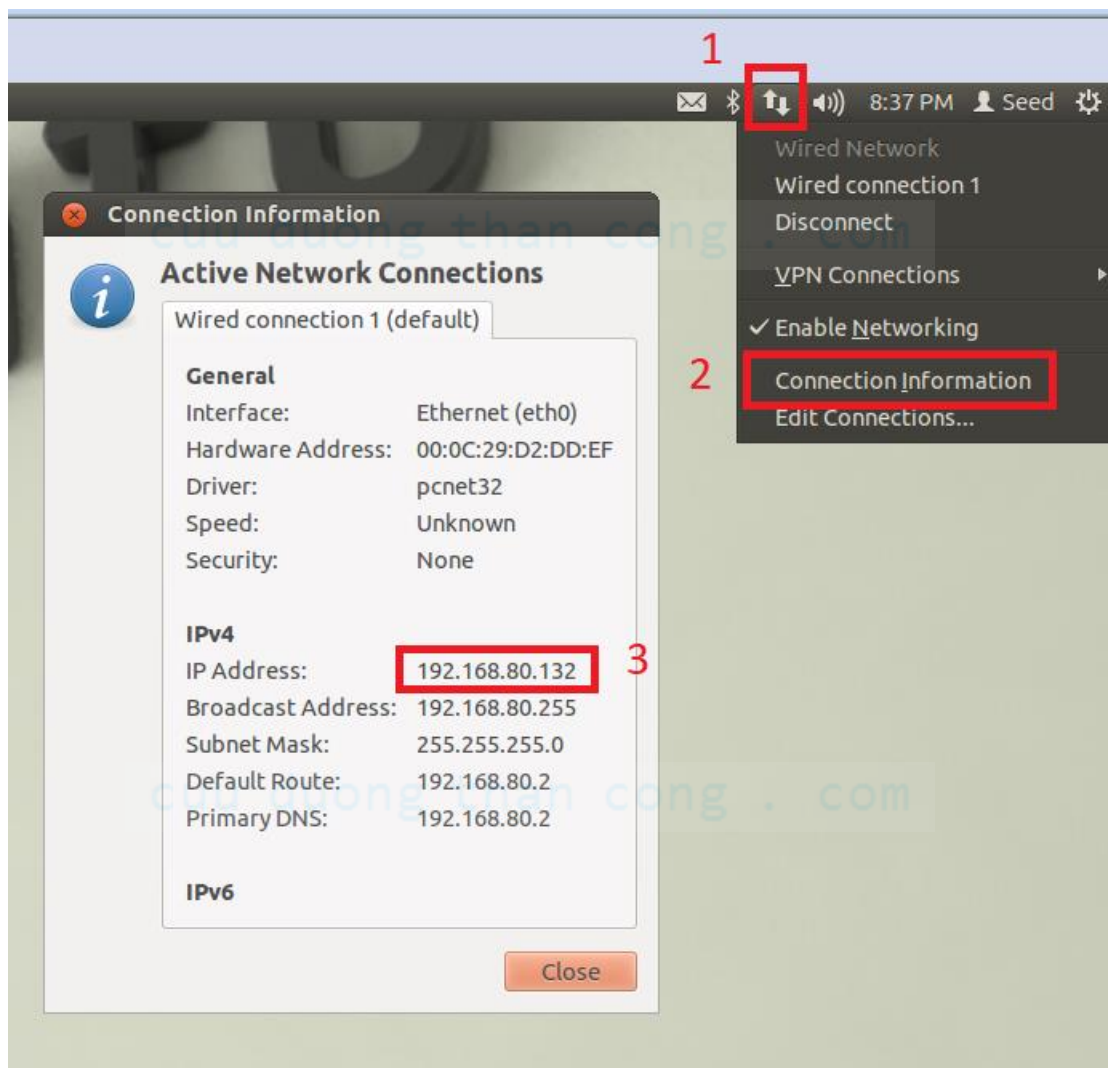 1
8:37 PM Seed
Wired Network
Wired connection 1
Disconnect
VPN Connections
Enable Networking
2
Connection Information
Edit Connections...
Connection Information
Active Network Connections
Wired connection 1 (default)
General
Interface: Ethernet (eth0)
Hardware Address: 00:0C:29:D2:DD:EF
Driver: pcnet32
Speed: Unknown
Security: None
IPv4
IP Address: 192.168.80.132 3
Broadcast Address: 192.168.80.255
Subnet Mask: 255.255.255.0
Default Route: 192.168.80.2
Primary DNS: 192.168.80.2
IPv6
Close
cuu duong than cong . com
cuu duong than cong . com